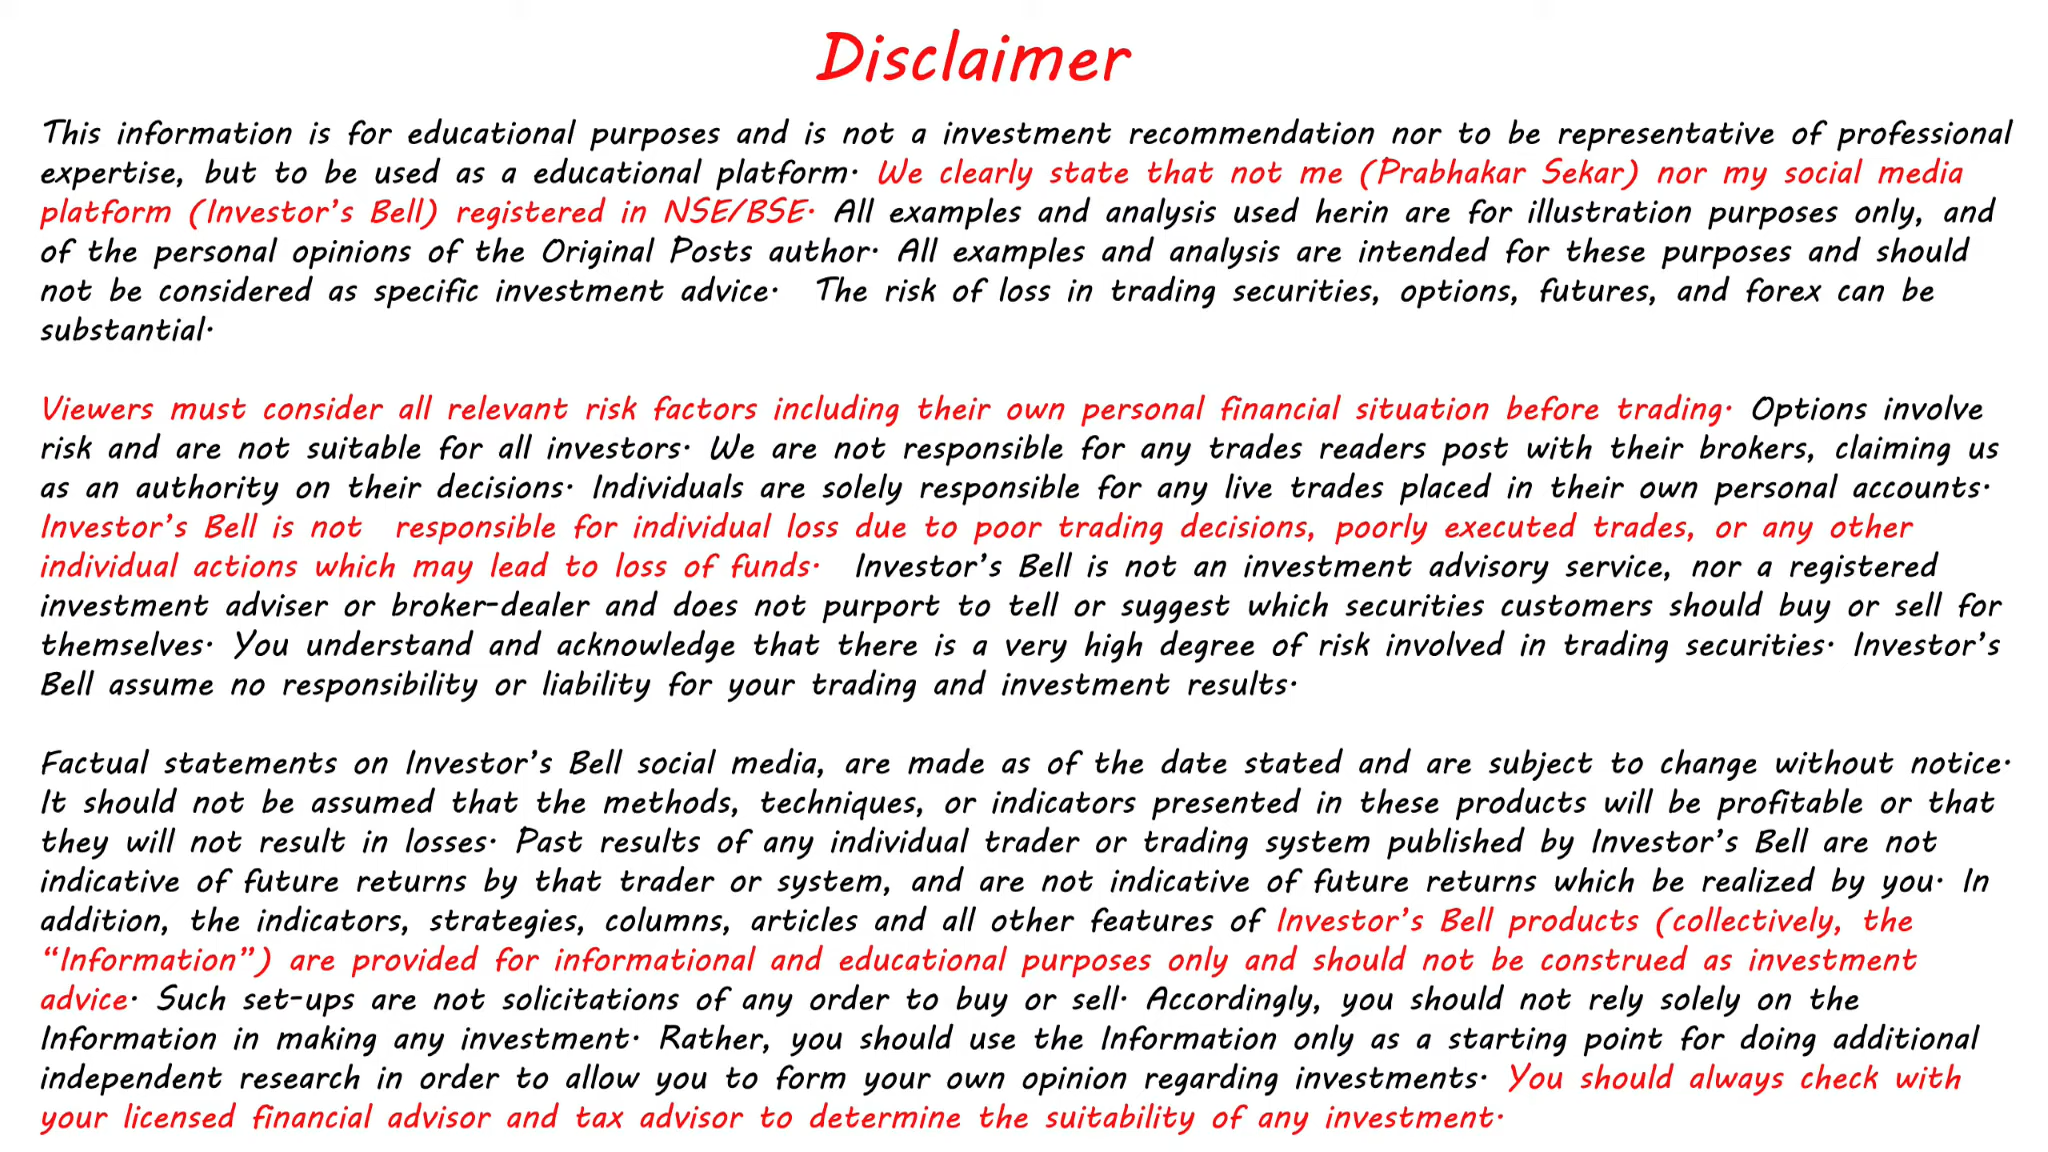 Disclaimer
This information is for educational purposes and is not a investment recommendation nor to be representative of professional
expertise, but to be used as a educational platform. We clearly state that not me (Prabhakar Sekar) nor my social media
platform (Investor's Bell) registered in NSE/BSE. All examples and analysis used herin are for illustration purposes only, and
of the personal opinions of the Original Posts author. All examples and analysis are intended for these purposes and should
not be considered as specific investment advice.  The risk of loss in trading securities, options, futures, and forex can be
substantial.
Viewers must consider all relevant risk factors including their own personal financial situation before trading. Options involve
risk and are not suitable for all investors. We are not responsible for any trades readers post with their brokers, claiming us
as an authority on their decisions. Individuals are solely responsible for any live trades placed in their own personal accounts.
Investor's Bell is not  responsible for individual loss due to poor trading decisions, poorly executed trades, or any other
individual actions which may lead to loss of funds.  Investor's Bell is not an investment advisory service, nor a registered
investment adviser or broker-dealer and does not purport to tell or suggest which securities customers should buy or sell for
themselves. You understand and acknowledge that there is a very high degree of risk involved in trading securities. Investor's
Bell assume no responsibility or liability for your trading and investment results.
Factual statements on Investor's Bell social media, are made as of the date stated and are subject to change without notice.
It should not be assumed that the methods, techniques, or indicators presented in these products will be profitable or that
they will not result in losses. Past results of any individual trader or trading system published by Investor's Bell are not
indicative of future returns by that trader or system, and are not indicative of future returns which be realized by you. In
addition, the indicators, strategies, columns, articles and all other features of Investor's Bell products (collectively, the
“Information”) are provided for informational and educational purposes only and should not be construed as investment
advice. Such set-ups are not solicitations of any order to buy or sell. Accordingly, you should not rely solely on the
Information in making any investment. Rather, you should use the Information only as a starting point for doing additional
independent research in order to allow you to form your own opinion regarding investments. You should always check with
your licensed financial advisor and tax advisor to determine the suitability of any investment.